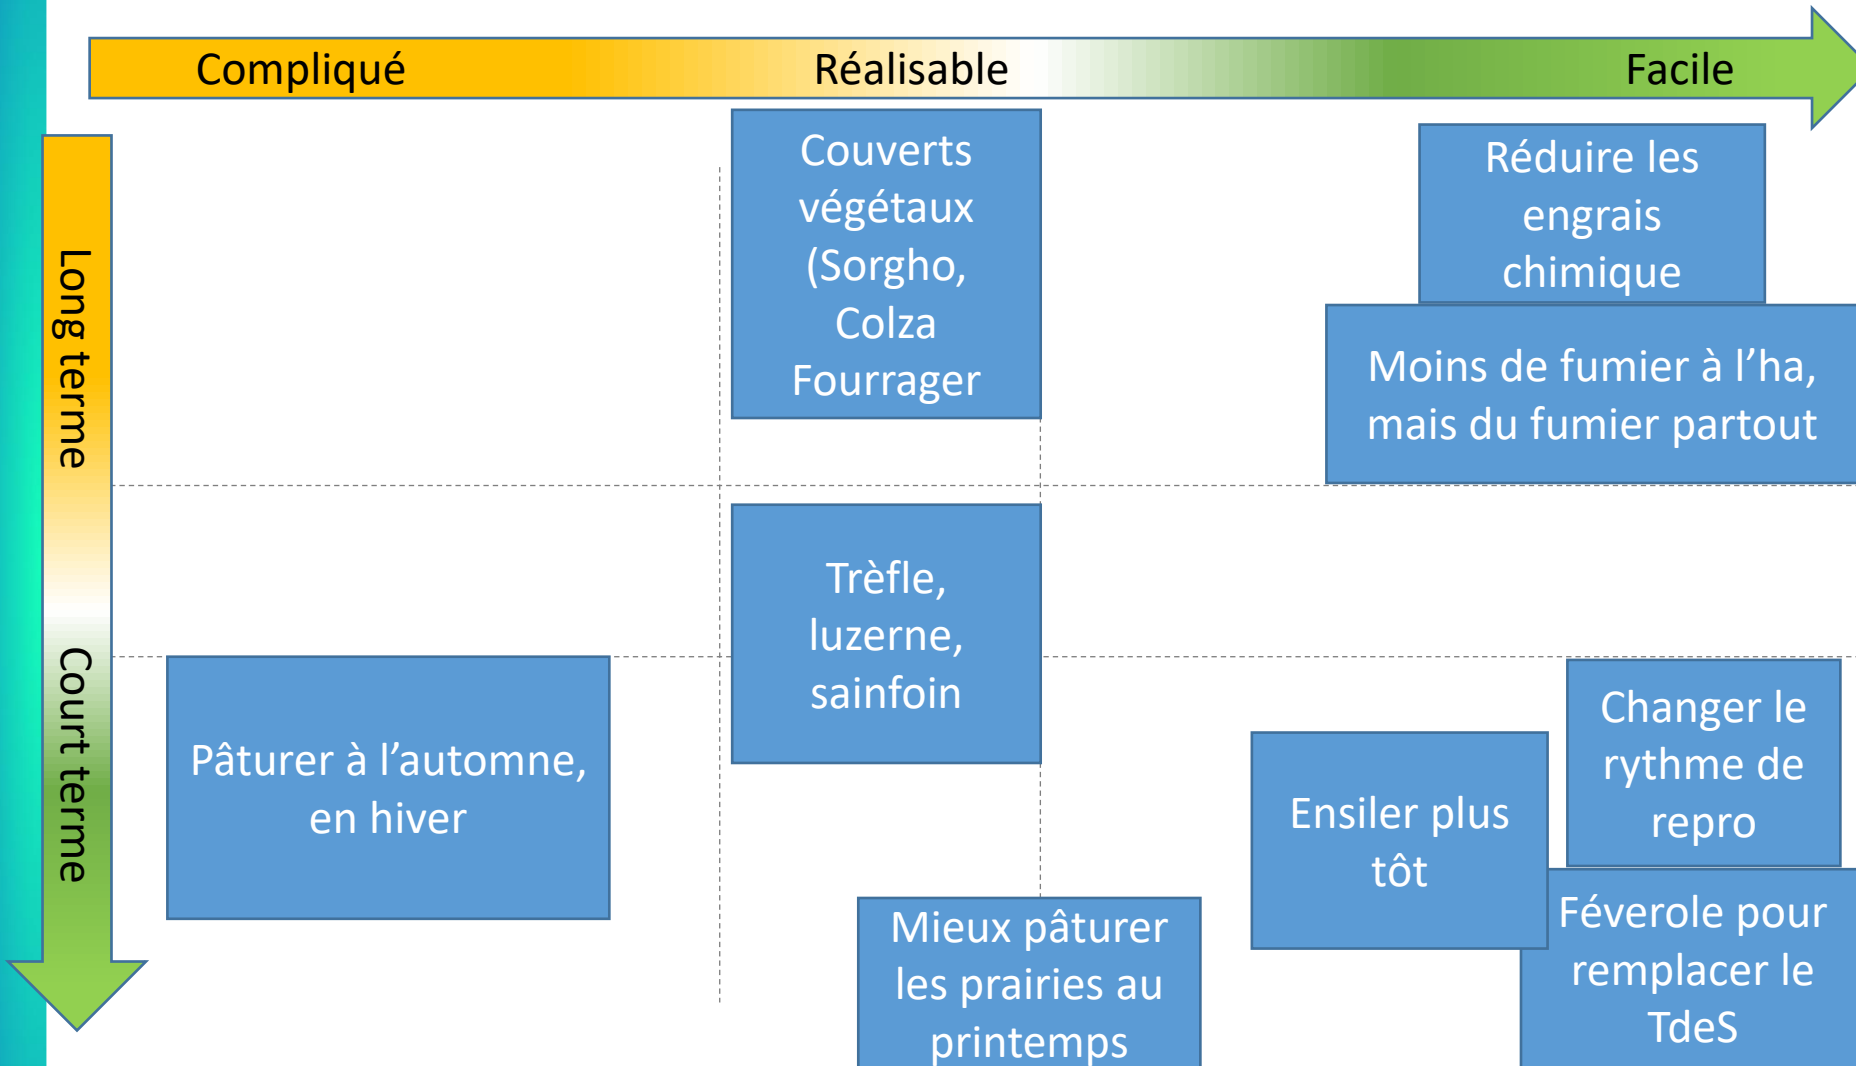 Compliqué
Réalisable
Facile
Long terme
Court terme
Couverts
végétaux
(Sorgho,
Colza
Fourrager
Réduire les
engrais
chimique
Moins de fumier à l’ha,
mais du fumier partout
Trèfle,
luzerne,
sainfoin
Pâturer à l’automne,
en hiver
Changer le
rythme de
repro
Ensiler plus
tôt
Mieux pâturer
les prairies au
printemps
Féverole pour
remplacer le
TdeS